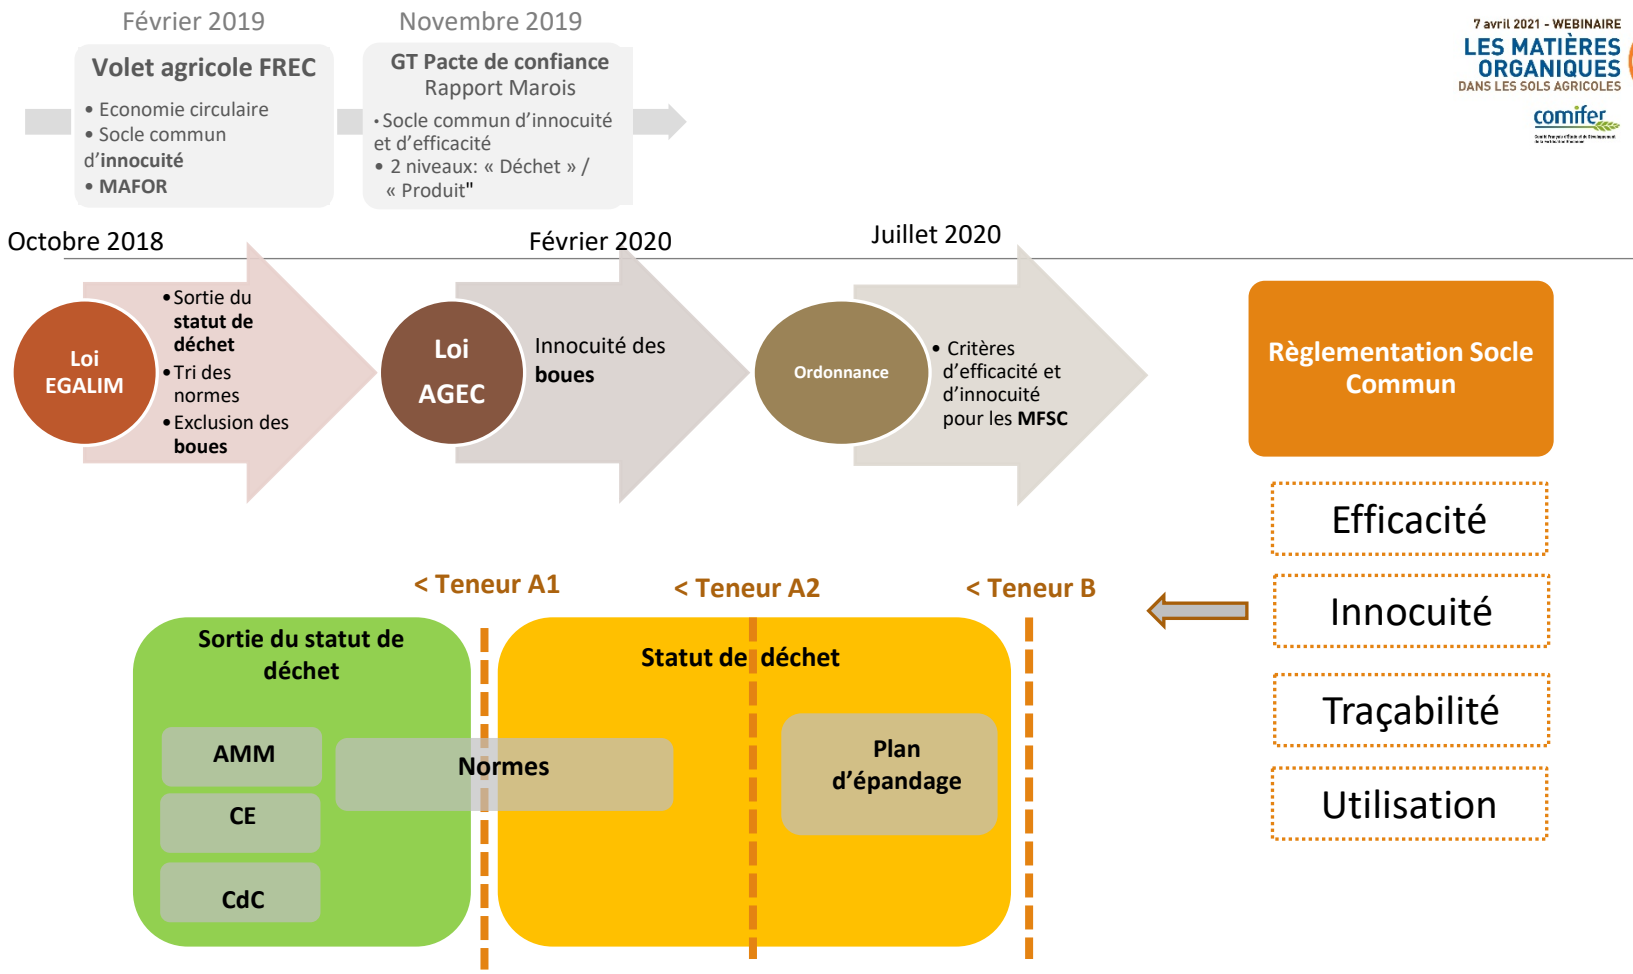 Février 2019
Volet agricole FREC
• Economie circulaire
• Socle commun
d’innocuité
• MAFOR
Novembre 2019
GT Pacte de confiance
Rapport Marois
• Socle commun d’innocuité
et d’efficacité
• 2 niveaux: « Déchet » /
« Produit"
7 avril 2021 - WEBINAIRE
LES MATIÈRES
ORGANIQUES
DANS LES SOLS AGRICOLES
comifer
Octobre 2018
Loi
EGALIM
• Sortie du
statut de
déchet
• Tri des
normes
• Exclusion des
boues
Février 2020
Loi
AGEC
Innocuité des
boues
Juillet 2020
Ordonnance
• Critères
d’efficacité et
d’innocuité
pour les MFSC
Règlementation Socle
Commun
Efficacité
Innocuité
Traçabilité
Utilisation
< Teneur A1
< Teneur A2
< Teneur B
Sortie du statut de
déchet
AMM
CE
CdC
Normes
Statut de déchet
Plan
d’épandage